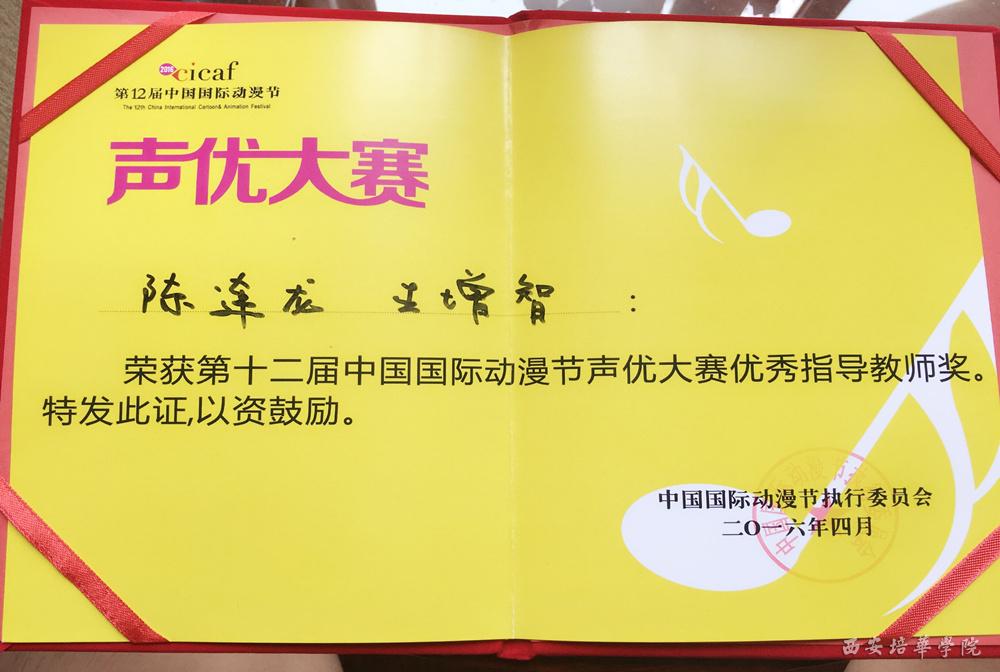 2016 cicaf
第12届中国国际动漫节
The 12th China International Cartoon& Animation Festival
声优大赛
陈连龙 王增智 :
荣获第十二届中国国际动漫节声优大赛优秀指导教师奖。
特发此证,以资鼓励。
中国国际动漫节执行委员会
二〇一六年四月
西安培華學院